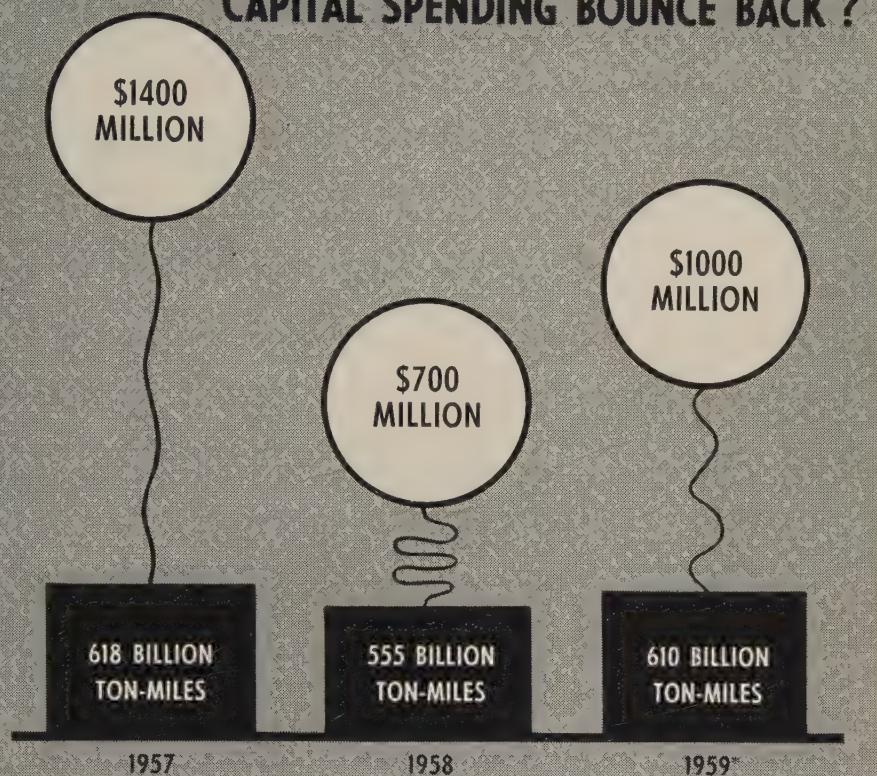 CAPITAL SPENDING BOUNCE BACK ?
$1400
MILLION
$700
MILLION
$1000
MILLION
618 BILLION
TON-MILES
555 BILLION
TON-MILES
610 BILLION
TON-MILES
1957
1958
1959*